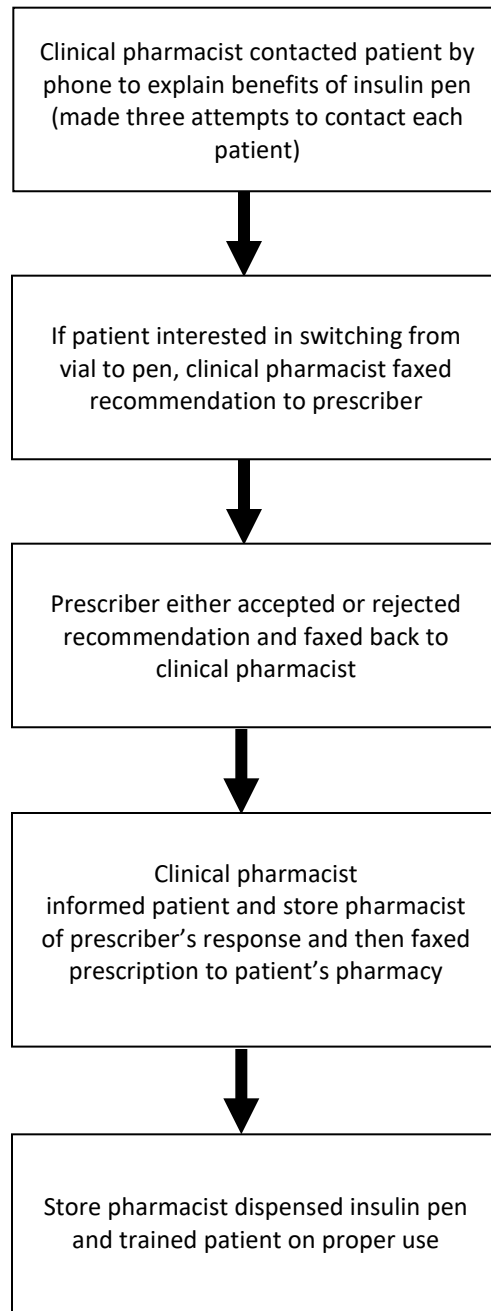 Clinical pharmacist contacted patient by
phone to explain benefits of insulin pen
(made three attempts to contact each
patient)
If patient interested in switching from
vial to pen, clinical pharmacist faxed
recommendation to prescriber
Prescriber either accepted or rejected
recommendation and faxed back to
clinical pharmacist
Clinical pharmacist
informed patient and store pharmacist
of prescriber’s response and then faxed
prescription to patient’s pharmacy
Store pharmacist dispensed insulin pen
and trained patient on proper use